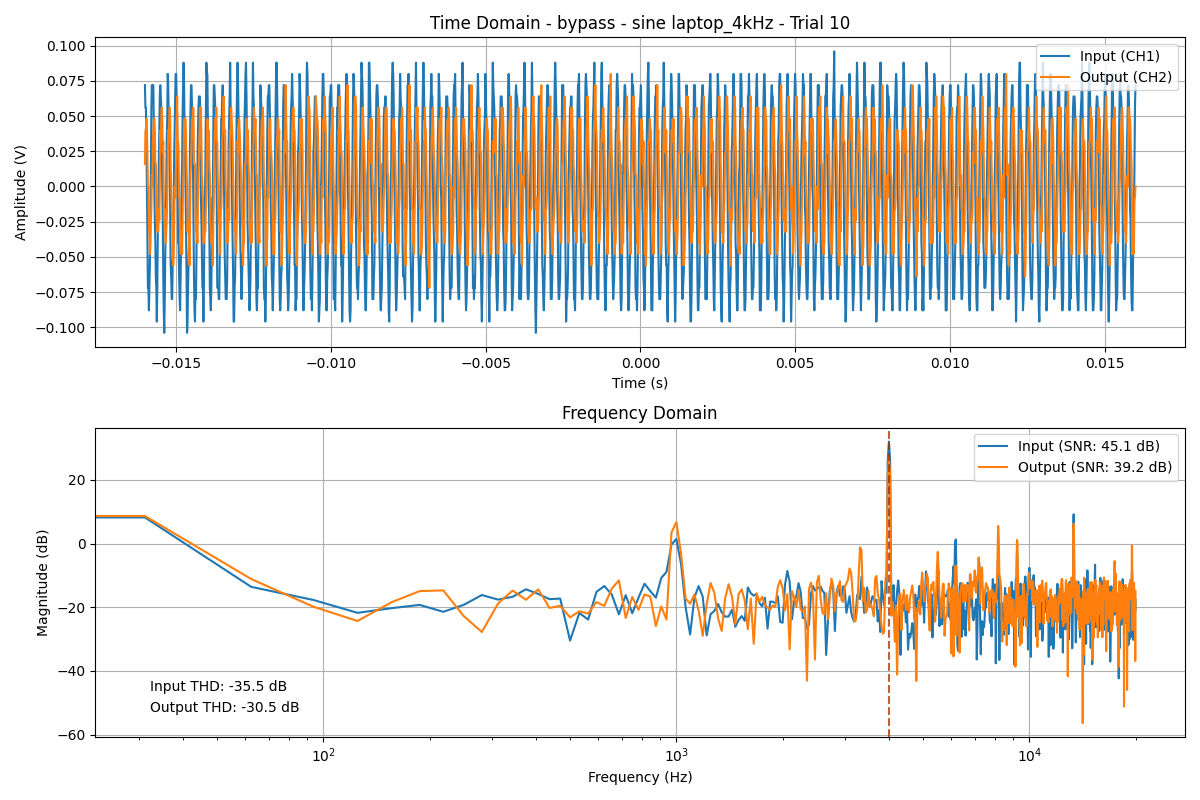 Time Domain - bypass - sine laptop_4kHz - Trial 10
Amplitude (V)
0.100
0.075
0.050
0.025
0.000
−0.025
−0.050
−0.075
−0.100
Input (CH1)
Output (CH2)
−0.015
−0.010
−0.005
0.000
0.005
0.010
0.015
Time (s)
Frequency Domain
Magnitude (dB)
20
0
−20
−40
−60
Input (SNR: 45.1 dB)
Output (SNR: 39.2 dB)
Input THD: -35.5 dB
Output THD: -30.5 dB
10²
10³
10⁴
Frequency (Hz)